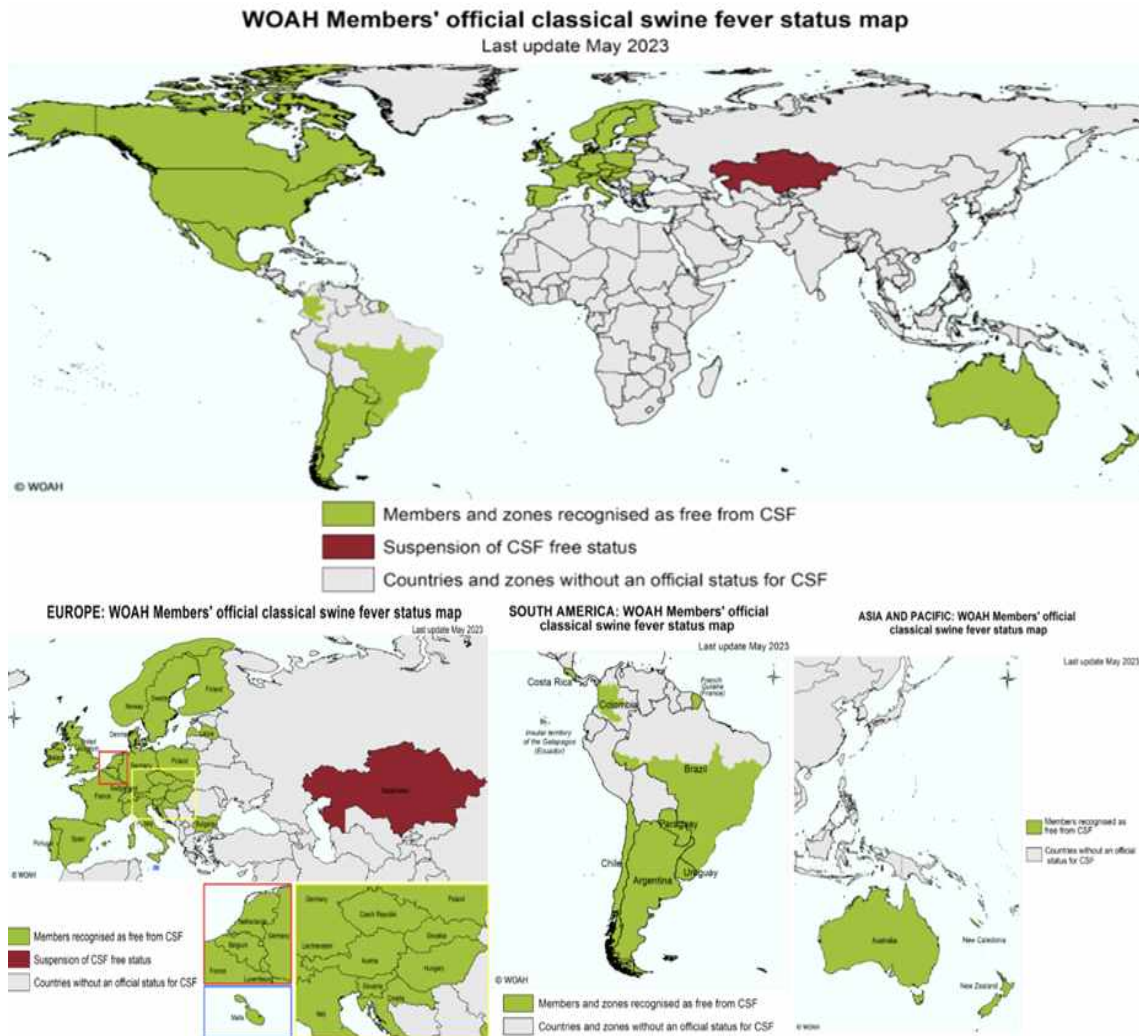 WOAH Members' official classical swine fever status map
Last update May 2023
© WOAH
Members and zones recognised as free from CSF
Suspension of CSF free status
Countries and zones without an official status for CSF
EUROPE: WOAH Members' official classical swine fever status map
Last update May 2023
Finland
Norway
Sweden
Denmark
United
Poland
Germany
France
Bulgaria
Portugal
Spain
Kazakhstan
© WOAH
Members recognised as free from CSF
Suspension of CSF free status
Countries without an official status for CSF
Netherlands
Germany
Belgium
France
Luxembourg
Malta
Germany
Poland
Czech Republic
Slovakia
Liechtenstein
Austria
Hungary
Slovenia
Croatia
Italy
SOUTH AMERICA: WOAH Members' official
classical swine fever status map
Last update May 2023
Costa Rica
French
Guiana
(France)
Colombia
Insular territory
of the Galapagos
(Ecuador)
Brazil
Paraguay
Chile
Uruguay
Argentina
© WOAH
Members and zones recognised as free from CSF
Countries and zones without an official status for CSF
ASIA AND PACIFIC: WOAH Members' official
classical swine fever status map
Last update May 2023
Members recognised as
free from CSF
Countries without an official
status for CSF
Australia
New Caledonia
New Zealand
© WOAH